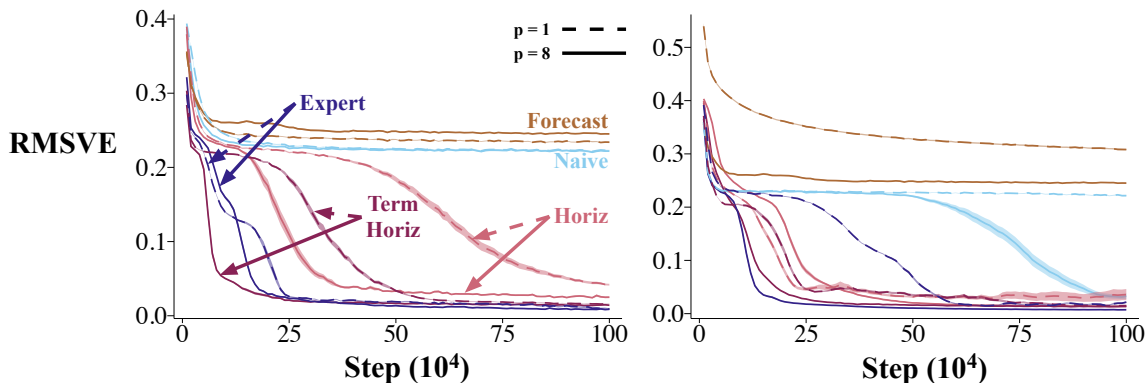 0.4
0.3
0.2
0.1
0.0
RMSVE
0
25
50
75
100
Step (10⁴)
Expert
Term
Horiz
Horiz
Forecast
Naive
p = 1
p = 8
0.5
0.4
0.3
0.2
0.1
0.0
0
25
50
75
100
Step (10⁴)